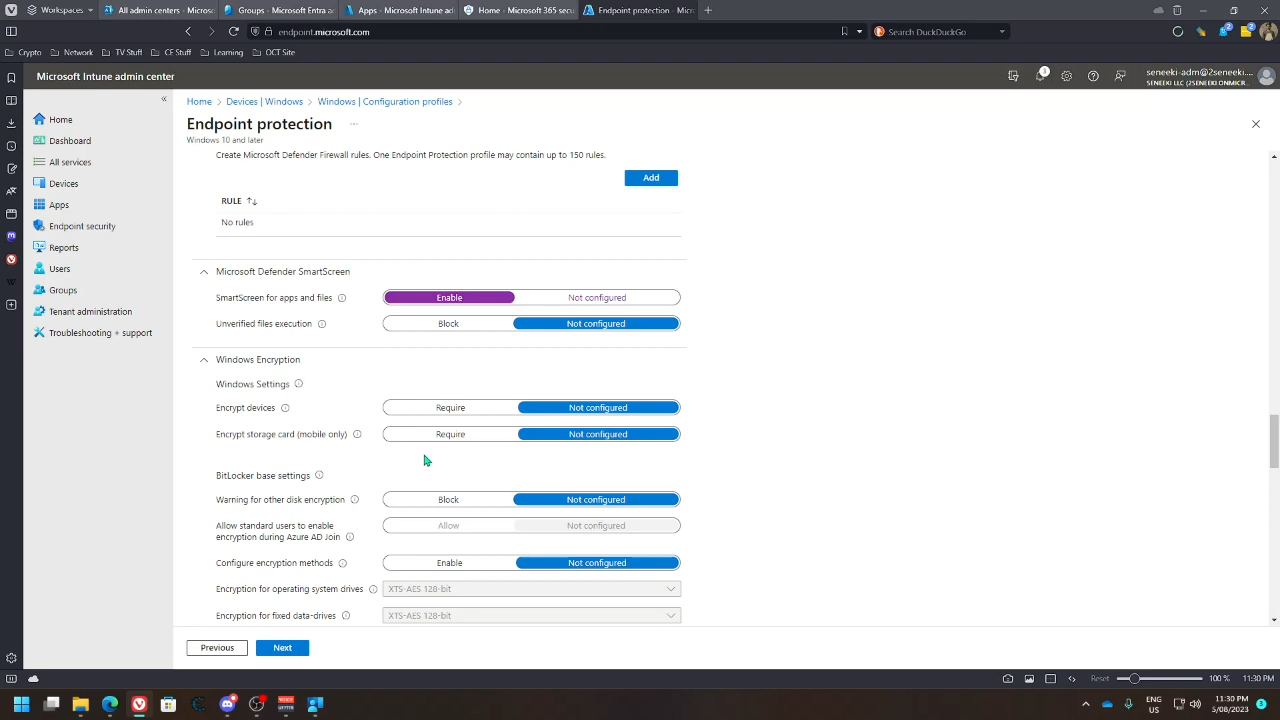 Workspaces
All admin centers - Microso
Groups - Microsoft Entra ad
Apps - Microsoft Intune adm
Home - Microsoft 365 secur
Endpoint protection - Micro
endpoint.microsoft.com
Search DuckDuckGo
2
2
Crypto
Network
TV Stuff
CE Stuff
Learning
OCT Site
Microsoft Intune admin center
seneeki-adm@2seneeki....
SENEEKI LLC (2SENEEKI.ONMICR...
Home
Dashboard
All services
Devices
Apps
Endpoint security
Reports
Users
Groups
Tenant administration
Troubleshooting + support
Home > Devices | Windows > Windows | Configuration profiles >
Endpoint protection ...
Windows 10 and later
Create Microsoft Defender Firewall rules. One Endpoint Protection profile may contain up to 150 rules.
Add
RULE
No rules
Microsoft Defender SmartScreen
SmartScreen for apps and files Enable Not configured
Unverified files execution Block Not configured
Windows Encryption
Windows Settings
Encrypt devices Require Not configured
Encrypt storage card (mobile only) Require Not configured
BitLocker base settings
Warning for other disk encryption Block Not configured
Allow standard users to enable
encryption during Azure AD Join Allow Not configured
Configure encryption methods Enable Not configured
Encryption for operating system drives XTS-AES 128-bit
Encryption for fixed data-drives XTS-AES 128-bit
Previous Next
Reset 100 % 11:30 PM
ENG
US
11:30 PM
5/08/2023
3